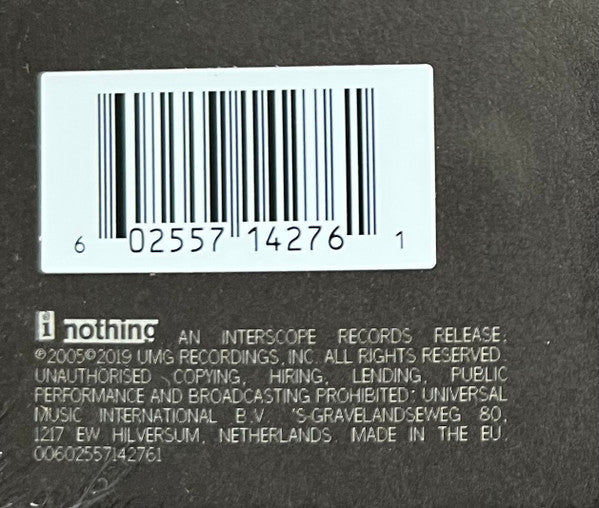 6 02557 14276 1
i nothing AN INTERSCOPE RECORDS RELEASE;
℗2005©2019 UMG RECORDINGS, INC. ALL RIGHTS RESERVED.
UNAUTHORISED COPYING, HIRING, LENDING, PUBLIC
PERFORMANCE AND BROADCASTING PROHIBITED: UNIVERSAL
MUSIC INTERNATIONAL B.V. 'S-GRAVELANDSEWEG 80,
1217 EW HILVERSUM, NETHERLANDS. MADE IN THE EU.
00602557142761